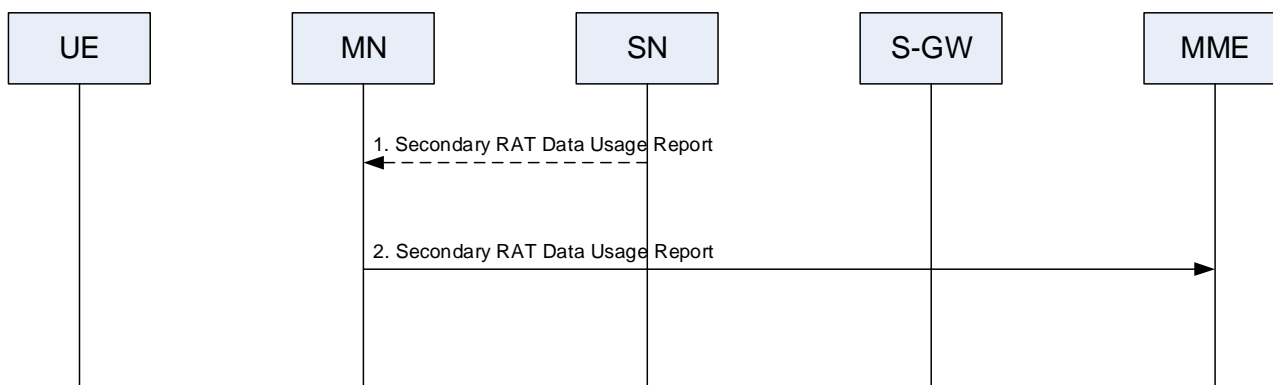 UE
MN
SN
S-GW
MME
1. Secondary RAT Data Usage Report
2. Secondary RAT Data Usage Report